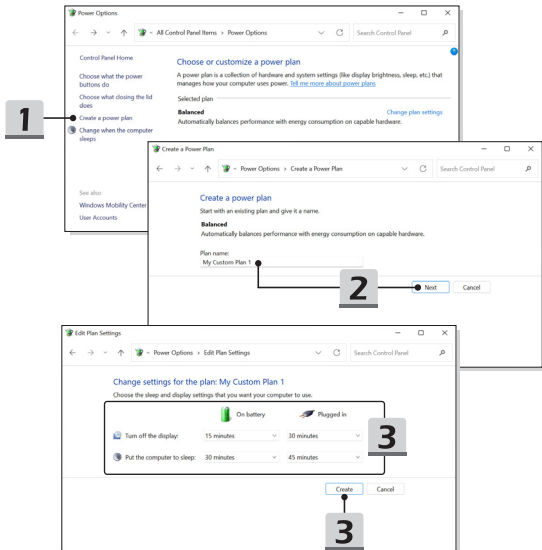 Power Options
All Control Panel Items > Power Options
Search Control Panel
Control Panel Home
Choose what the power
buttons do
Choose what closing the lid
does
Create a power plan
Change when the computer
sleeps
See also
Windows Mobility Center
User Accounts
Choose or customize a power plan
A power plan is a collection of hardware and system settings (like display brightness, sleep, etc.) that
manages how your computer uses power. Tell me more about power plans
Selected plan
Balanced
Change plan settings
Automatically balances performance with energy consumption on capable hardware.
1
Create a Power Plan
Power Options > Create a Power Plan
Search Control Panel
Create a power plan
Start with an existing plan and give it a name.
Balanced
Automatically balances performance with energy consumption on capable hardware.
Plan name:
My Custom Plan 1
2
Next
Cancel
Edit Plan Settings
Power Options > Edit Plan Settings
Search Control Panel
Change settings for the plan: My Custom Plan 1
Choose the sleep and display settings that you want your computer to use.
On battery
Plugged in
Turn off the display:
15 minutes
30 minutes
Put the computer to sleep:
30 minutes
45 minutes
3
Create
Cancel
3